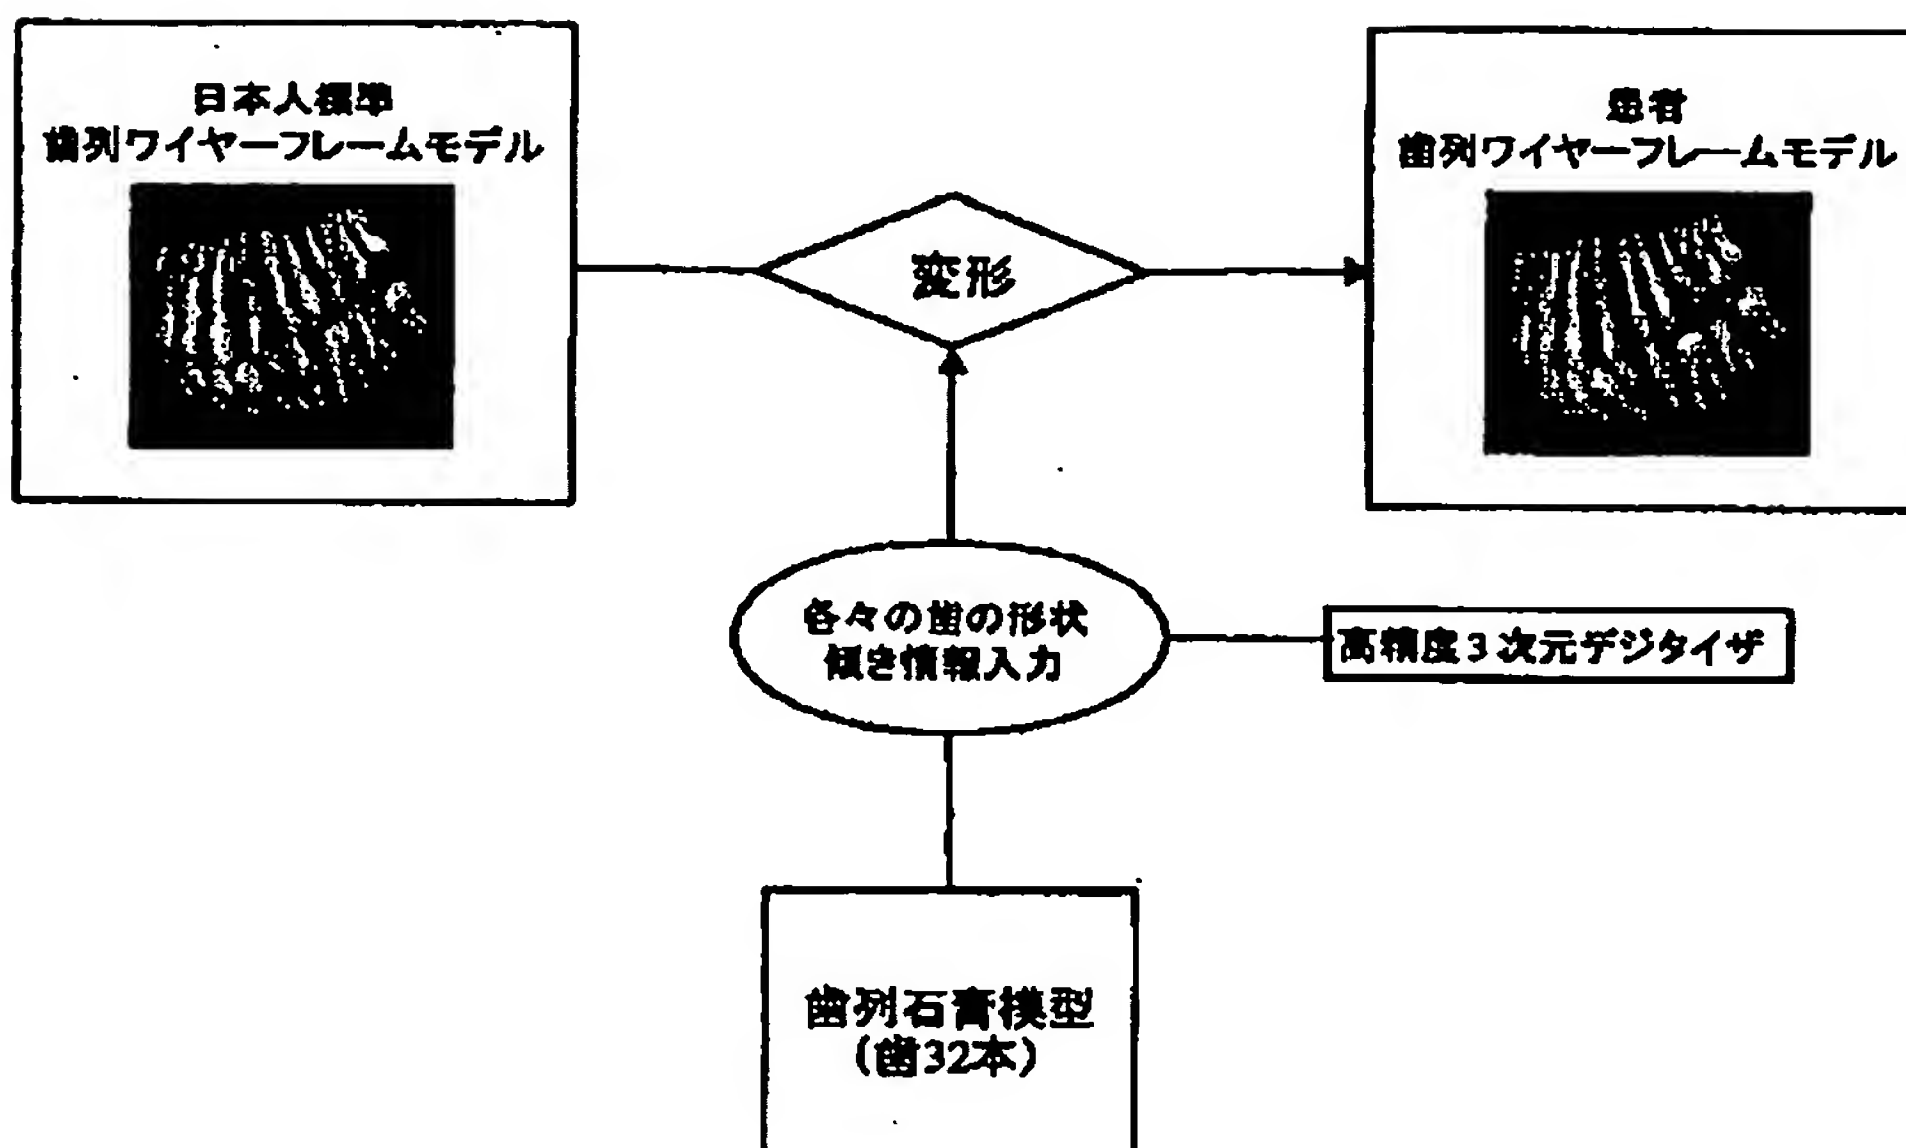 日本人標準
歯列ワイヤーフレームモデル
患者
歯列ワイヤーフレームモデル
変形
各々の歯の形状
傾き情報入力
高精度3次元デジタイザ
歯列石膏模型
(歯32本)